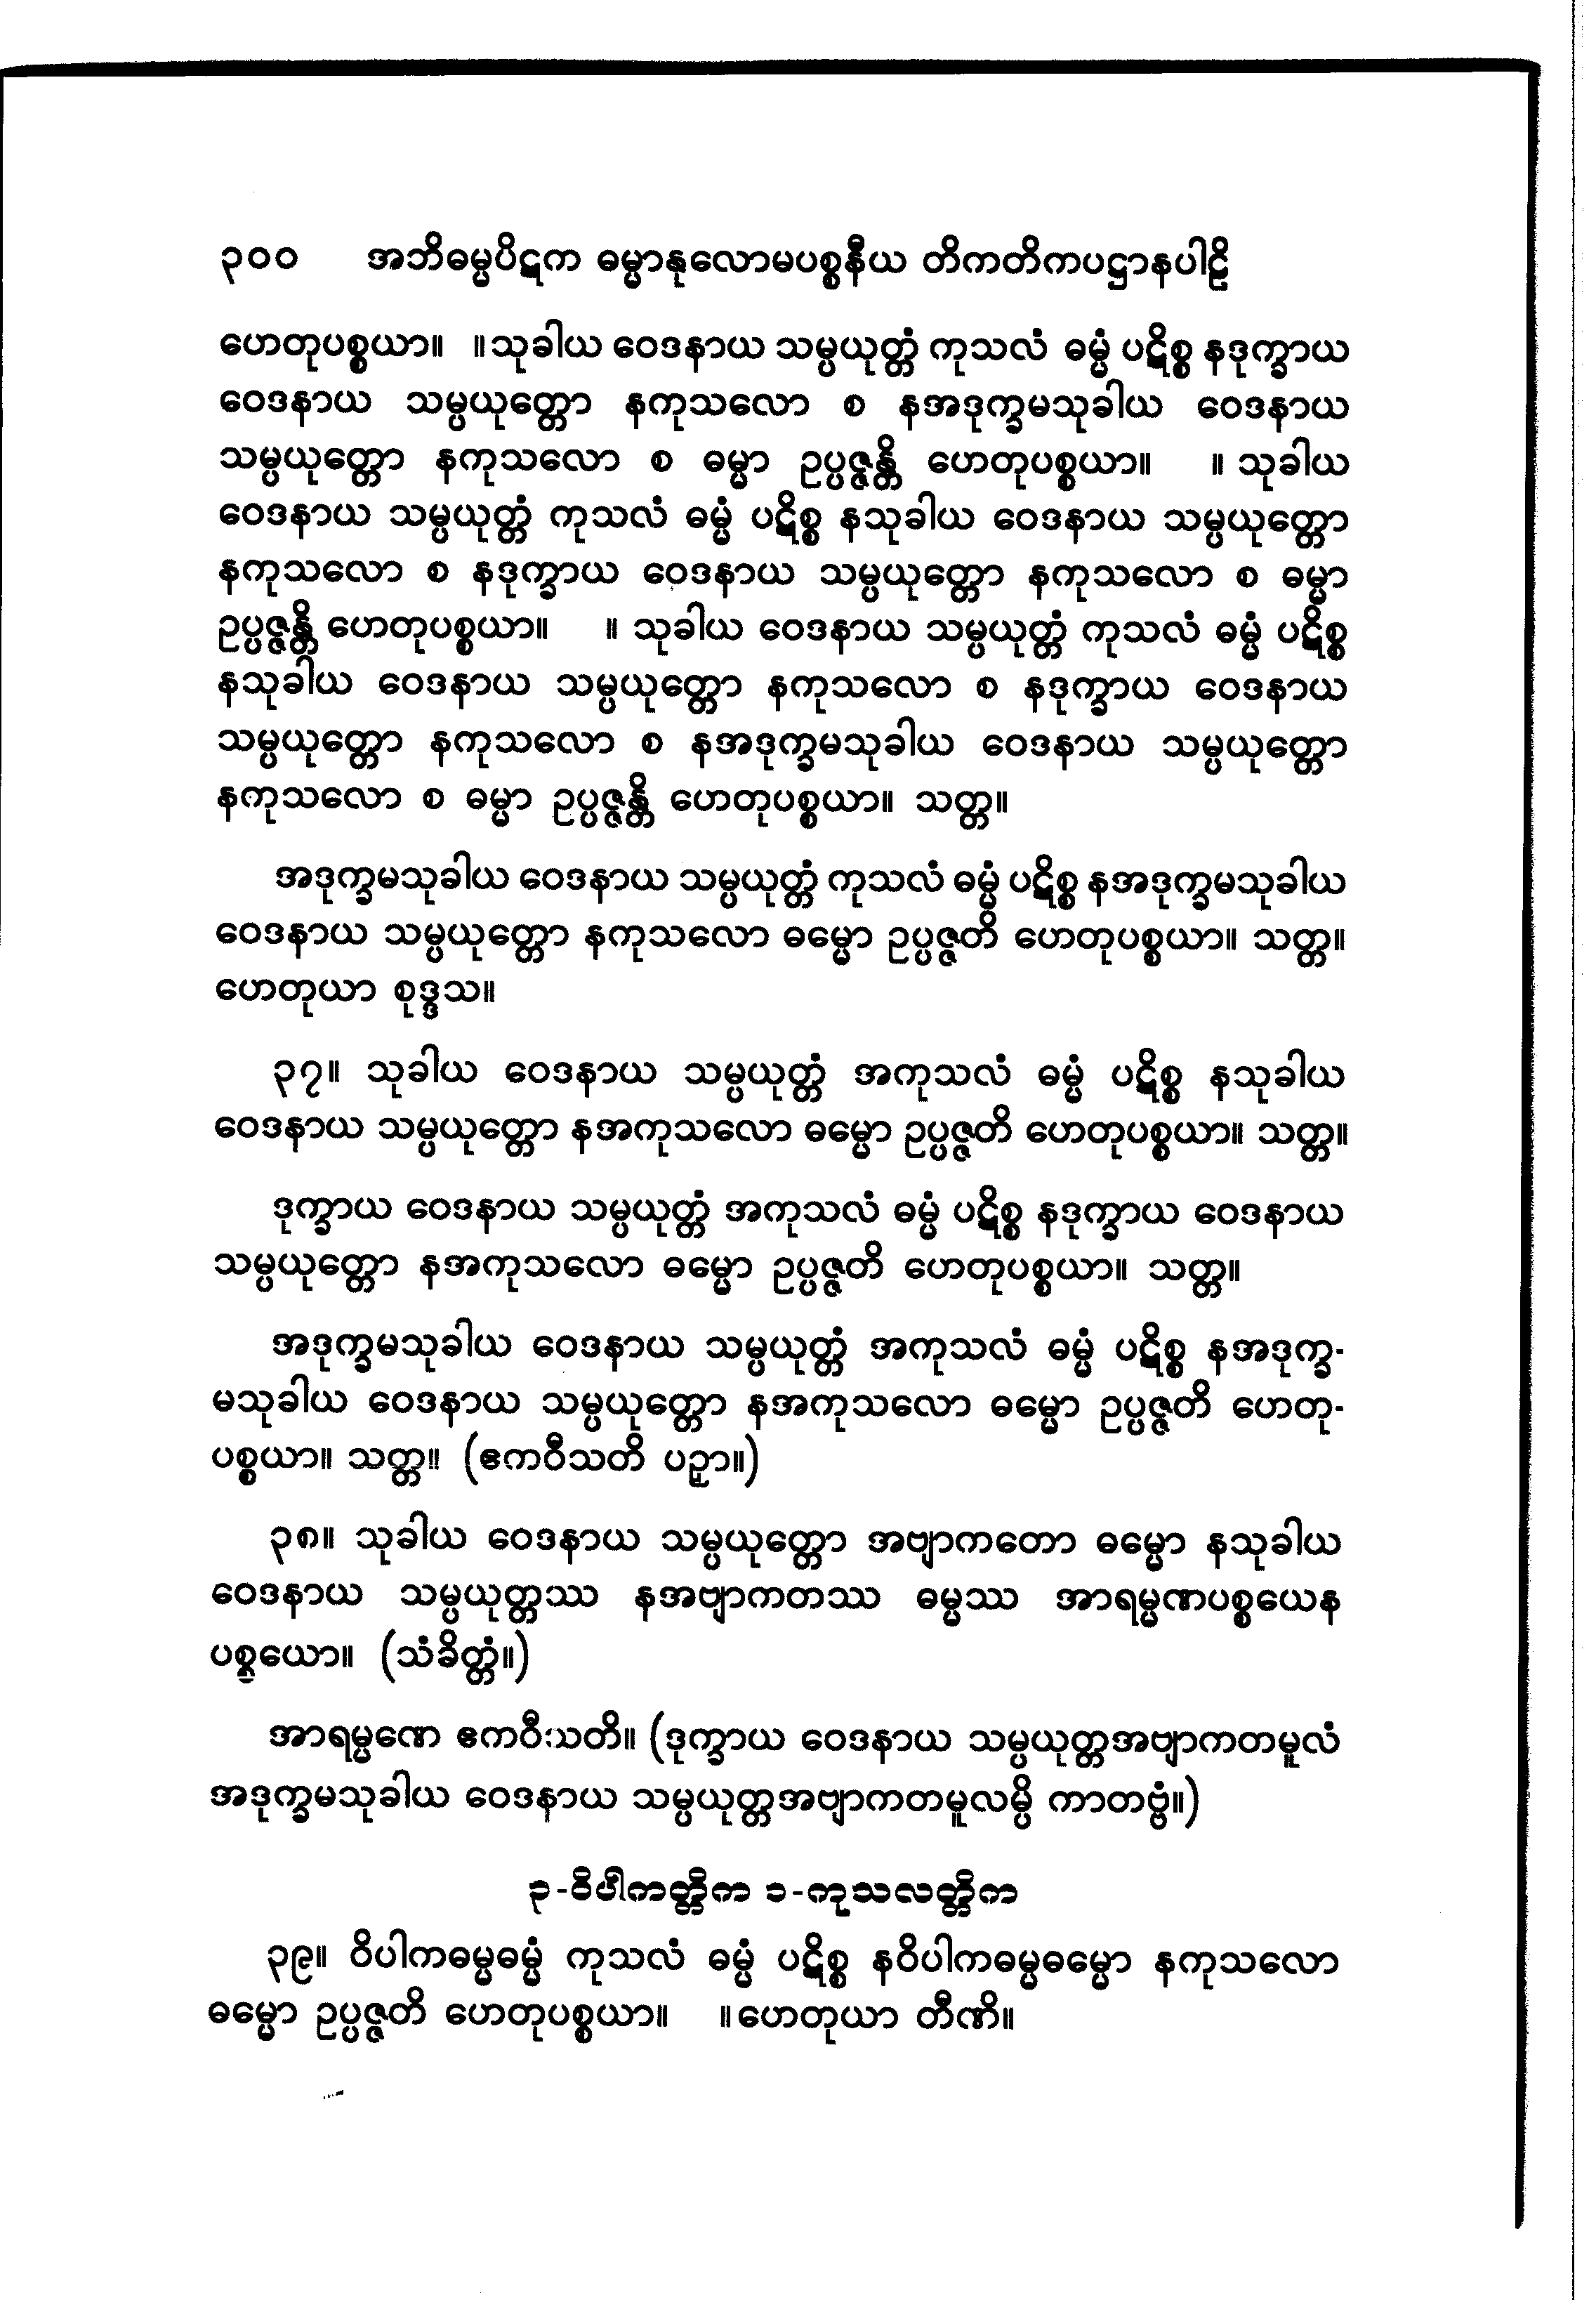 ၃၀၀ အဘိဓမ္မပိဋက ဓမ္မာနုလောမပစ္စနီယ တိကတိကပဋ္ဌာနပါဠိ
ဟေတုပစ္စယာ။ ။သုခါယ ဝေဒနာယ သမ္ပယုတ္တံ ကုသလံ ဓမ္မံ ပဋိစ္စ နဒုက္ခာယ
ဝေဒနာယ သမ္ပယုတ္တော နကုသလော စ နအဒုက္ခမသုခါယ ဝေဒနာယ
သမ္ပယုတ္တော နကုသလော စ ဓမ္မာ ဥပ္ပဇ္ဇန္တိ ဟေတုပစ္စယာ။ ။ သုခါယ
ဝေဒနာယ သမ္ပယုတ္တံ ကုသလံ ဓမ္မံ ပဋိစ္စ နသုခါယ ဝေဒနာယ သမ္ပယုတ္တော
နကုသလော စ နဒုက္ခာယ ဝေဒနာယ သမ္ပယုတ္တော နကုသလော စ ဓမ္မာ
ဥပ္ပဇ္ဇန္တိ ဟေတုပစ္စယာ။ ။ သုခါယ ဝေဒနာယ သမ္ပယုတ္တံ ကုသလံ ဓမ္မံ ပဋိစ္စ
နသုခါယ ဝေဒနာယ သမ္ပယုတ္တော နကုသလော စ နဒုက္ခာယ ဝေဒနာယ
သမ္ပယုတ္တော နကုသလော စ နအဒုက္ခမသုခါယ ဝေဒနာယ သမ္ပယုတ္တော
နကုသလော စ ဓမ္မာ ဥပ္ပဇ္ဇန္တိ ဟေတုပစ္စယာ။ သတ္တ။
အဒုက္ခမသုခါယ ဝေဒနာယ သမ္ပယုတ္တံ ကုသလံ ဓမ္မံ ပဋိစ္စ နအဒုက္ခမသုခါယ
ဝေဒနာယ သမ္ပယုတ္တော နကုသလော ဓမ္မော ဥပ္ပဇ္ဇတိ ဟေတုပစ္စယာ။ သတ္တ။
ဟေတုယာ စုဒ္ဒသ။
၃၇။ သုခါယ ဝေဒနာယ သမ္ပယုတ္တံ အကုသလံ ဓမ္မံ ပဋိစ္စ နသုခါယ
ဝေဒနာယ သမ္ပယုတ္တော နအကုသလော ဓမ္မော ဥပ္ပဇ္ဇတိ ဟေတုပစ္စယာ။ သတ္တ။
ဒုက္ခာယ ဝေဒနာယ သမ္ပယုတ္တံ အကုသလံ ဓမ္မံ ပဋိစ္စ နဒုက္ခာယ ဝေဒနာယ
သမ္ပယုတ္တော နအကုသလော ဓမ္မော ဥပ္ပဇ္ဇတိ ဟေတုပစ္စယာ။ သတ္တ။
အဒုက္ခမသုခါယ ဝေဒနာယ သမ္ပယုတ္တံ အကုသလံ ဓမ္မံ ပဋိစ္စ နအဒုက္ခ-
မသုခါယ ဝေဒနာယ သမ္ပယုတ္တော နအကုသလော ဓမ္မော ဥပ္ပဇ္ဇတိ ဟေတု-
ပစ္စယာ။ သတ္တ။ (ဧကဝီသတိ ပဉှာ။)
၃၈။ သုခါယ ဝေဒနာယ သမ္ပယုတ္တော အဗျာကတော ဓမ္မော နသုခါယ
ဝေဒနာယ သမ္ပယုတ္တဿ နအဗျာကတဿ ဓမ္မဿ အာရမ္မဏပစ္စယေန
ပစ္စယော။ (သံခိတ္တံ။)
အာရမ္မဏေ ဧကဝီသတိ။ (ဒုက္ခာယ ဝေဒနာယ သမ္ပယုတ္တအဗျာကတမူလံ
အဒုက္ခမသုခါယ ဝေဒနာယ သမ္ပယုတ္တအဗျာကတမူလမ္ပိ ကာတဗ္ဗံ။)
၃-ဝိပါကတ္တိက ၁-ကုသလတ္တိက
၃၉။ ဝိပါကဓမ္မဓမ္မံ ကုသလံ ဓမ္မံ ပဋိစ္စ နဝိပါကဓမ္မဓမ္မော နကုသလော
ဓမ္မော ဥပ္ပဇ္ဇတိ ဟေတုပစ္စယာ။ ။ဟေတုယာ တီဏိ။